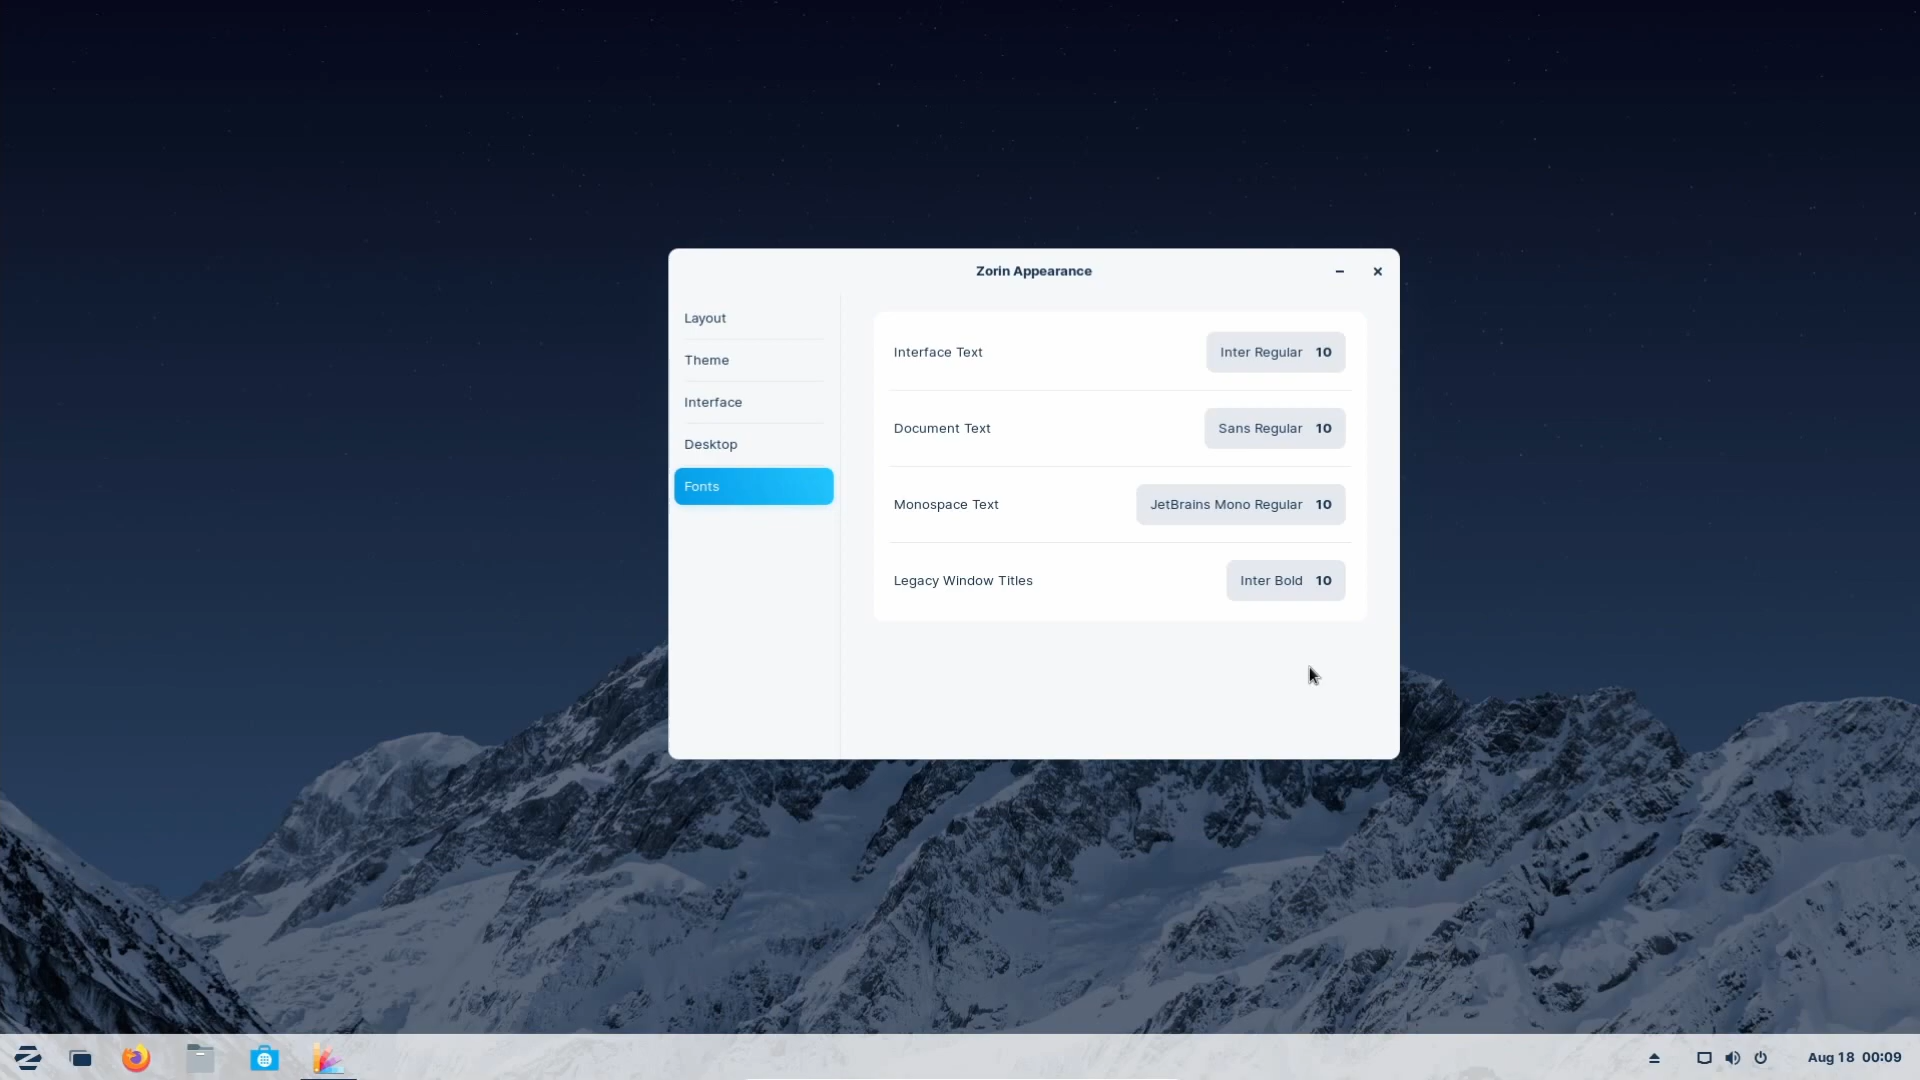 Zorin Appearance
Layout
Theme
Interface
Desktop
Fonts
Interface Text
Inter Regular 10
Document Text
Sans Regular 10
Monospace Text
JetBrains Mono Regular 10
Legacy Window Titles
Inter Bold 10
Aug 18 00:09